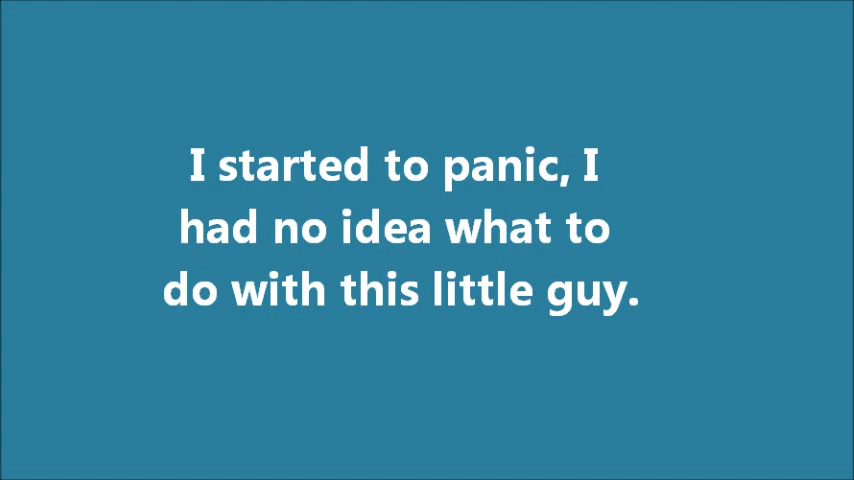 I started to panic, I
had no idea what to
do with this little guy.